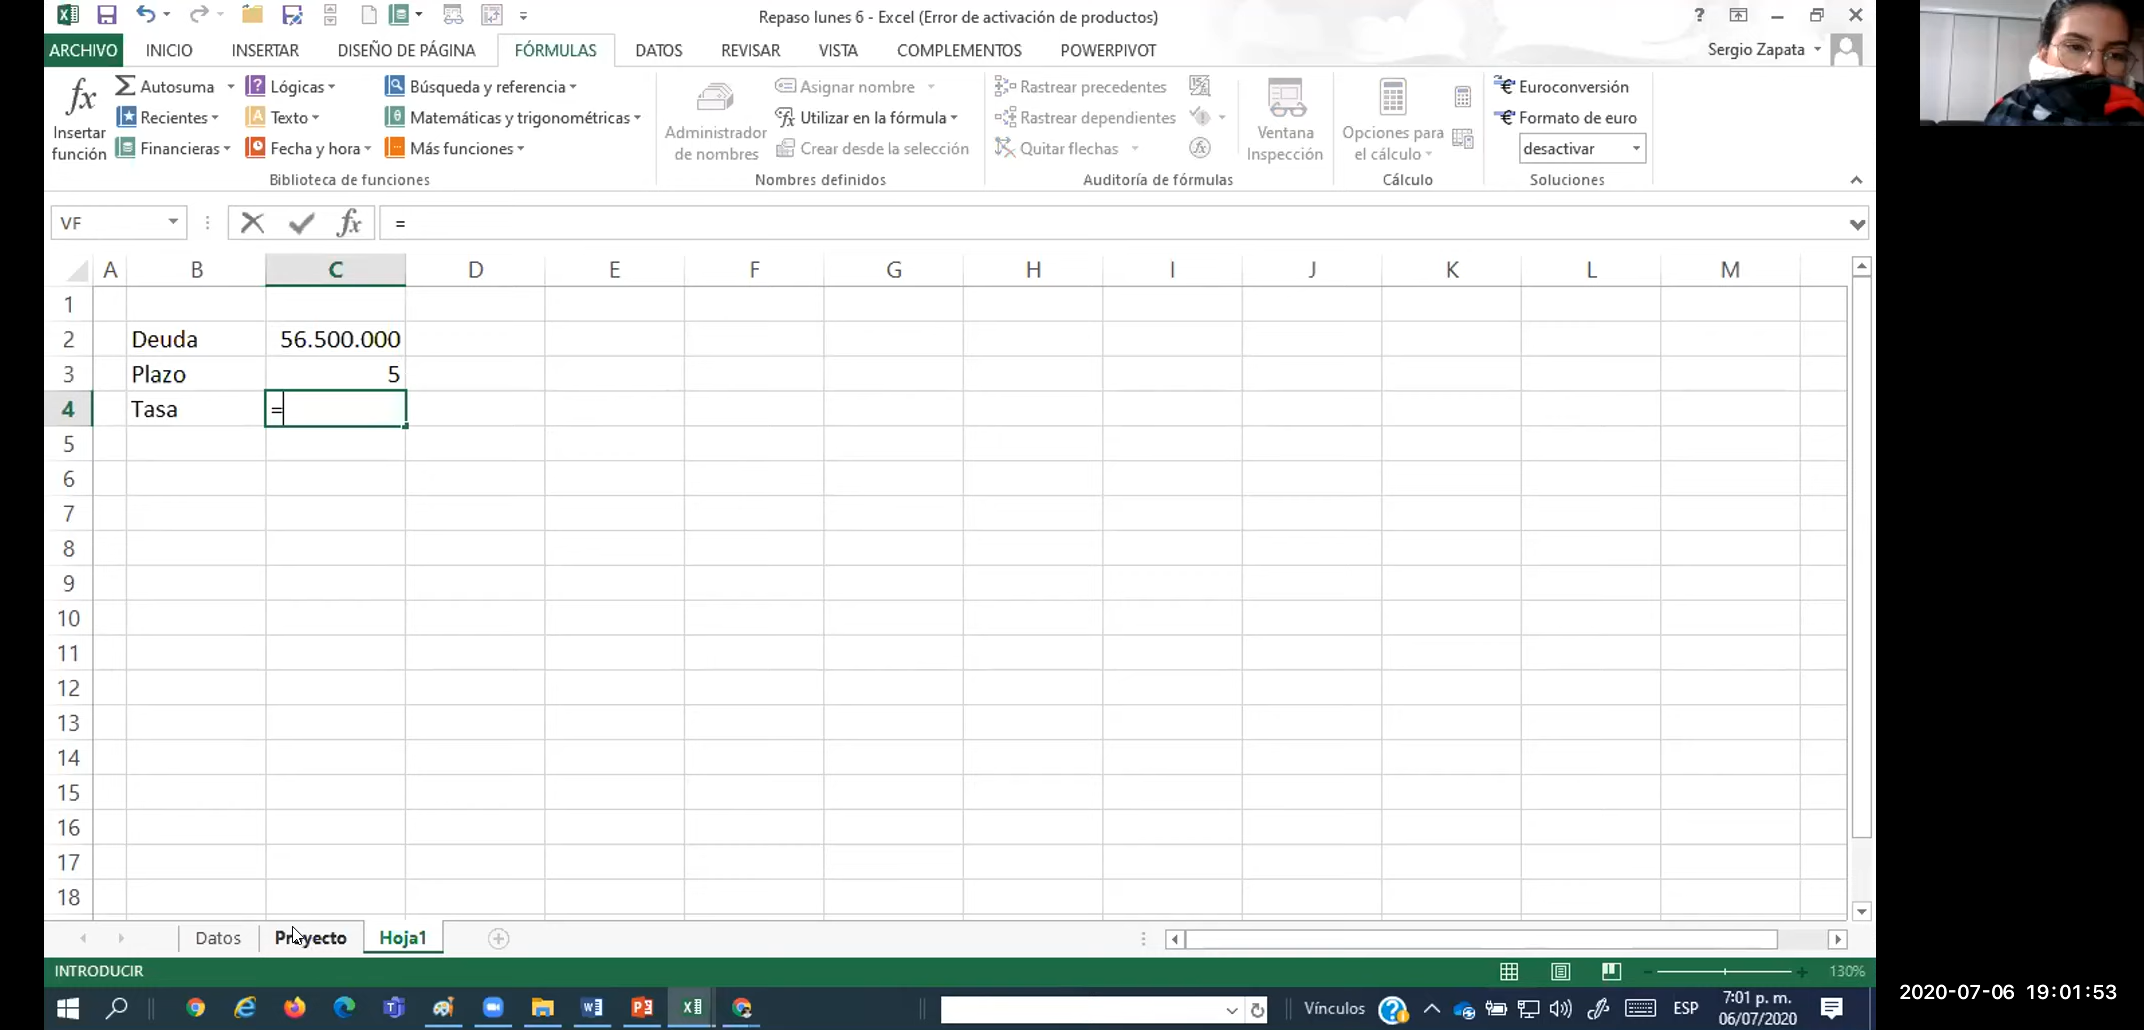 Repaso lunes 6 - Excel (Error de activación de productos)
ARCHIVO INICIO INSERTAR DISEÑO DE PÁGINA FÓRMULAS DATOS REVISAR VISTA COMPLEMENTOS POWERPIVOT Sergio Zapata
fx Insertar función
Autosuma Lógicas Búsqueda y referencia
Recientes Texto Matemáticas y trigonométricas
Financieras Fecha y hora Más funciones
Biblioteca de funciones
Administrador de nombres
Asignar nombre
Utilizar en la fórmula
Crear desde la selección
Nombres definidos
Rastrear precedentes
Rastrear dependientes
Quitar flechas
Auditoría de fórmulas
Ventana Inspección
Opciones para el cálculo
Cálculo
Euroconversión
Formato de euro
desactivar
Soluciones
VF fx =
A B C D E F G H I J K L M
1
2 Deuda 56.500.000
3 Plazo 5
4 Tasa =
5
6
7
8
9
10
11
12
13
14
15
16
17
18
Datos Proyecto Hoja1
INTRODUCIR 130%
Vínculos ESP 7:01 p. m.
06/07/2020
2020-07-06 19:01:53